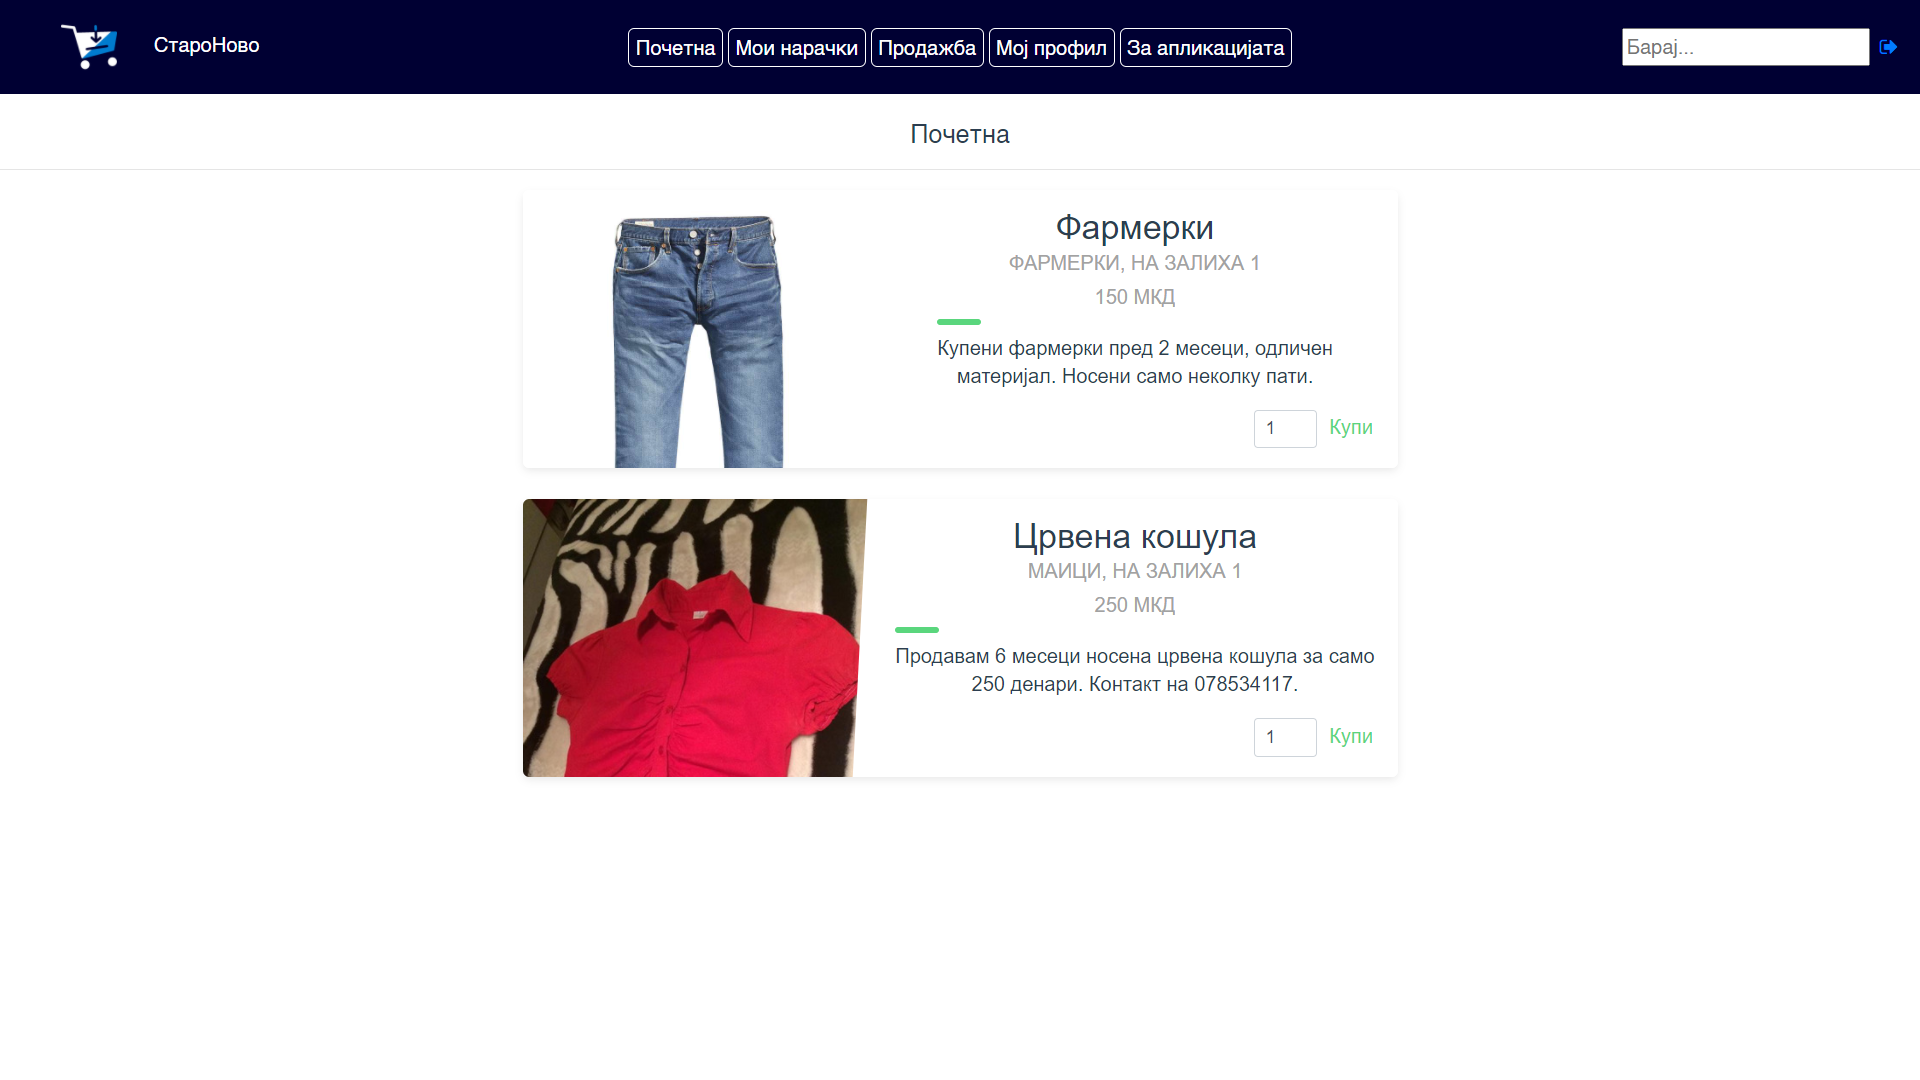 СтароНово
Почетна
Мои нарачки
Продажба
Мој профил
За апликацијата
Барај...
Почетна
Фармерки
ФАРМЕРКИ, НА ЗАЛИХА 1
150 МКД
Купени фармерки пред 2 месеци, одличен
материјал. Носени само неколку пати.
1
Купи
Црвена кошула
МАИЦИ, НА ЗАЛИХА 1
250 МКД
Продавам 6 месеци носена црвена кошула за само
250 денари. Контакт на 078534117.
1
Купи